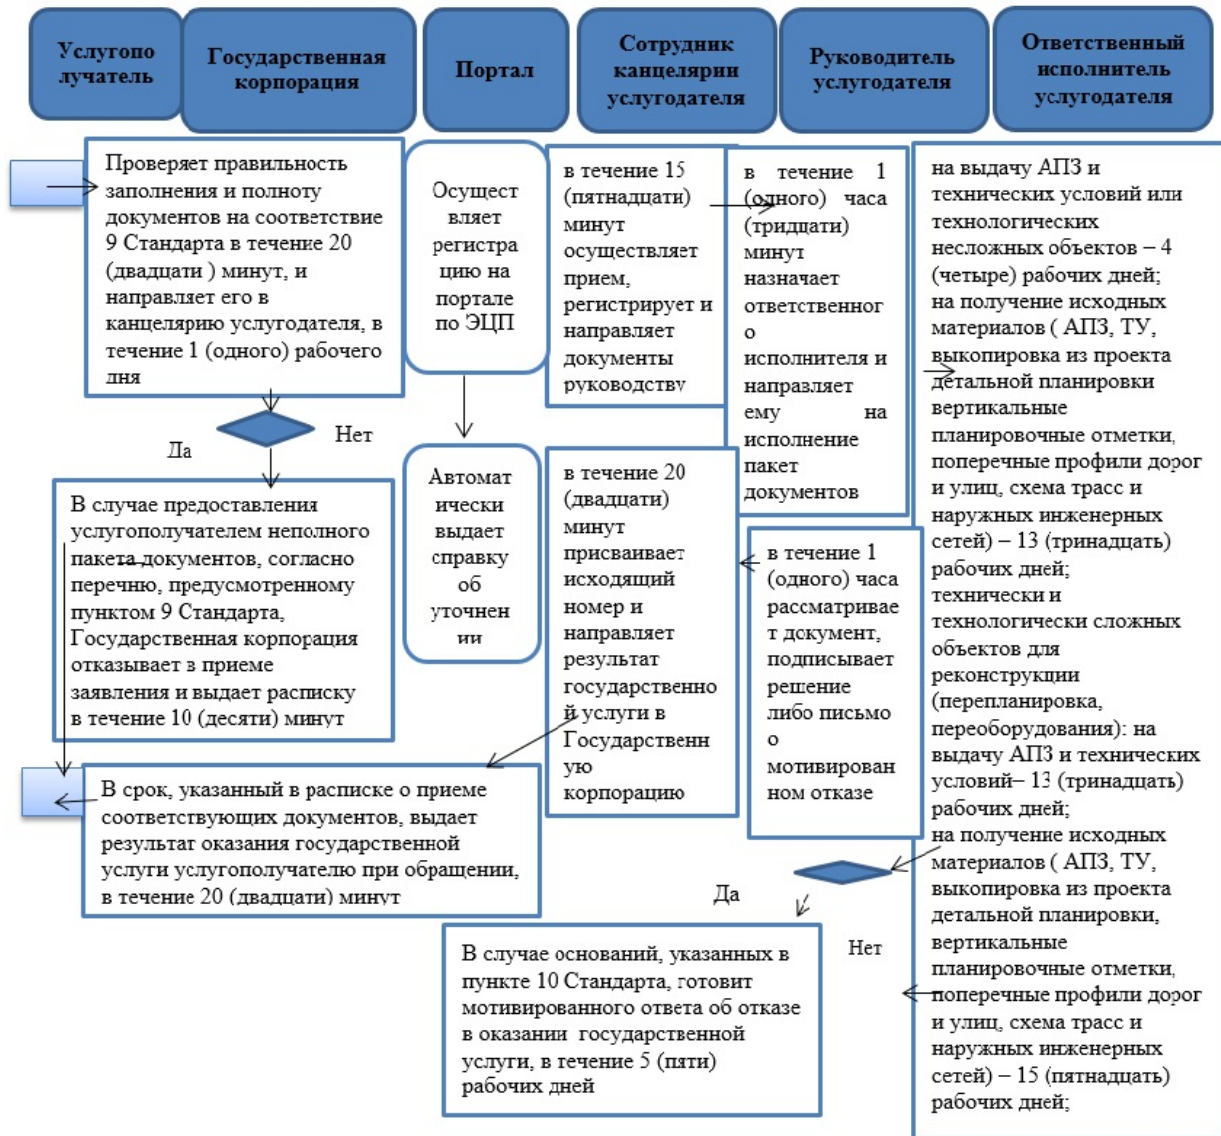 Услугопо
лучатель
Государственная
корпорация
Портал
Сотрудник
канцелярии
услугодателя
Руководитель
услугодателя
Ответственный
исполнитель
услугодателя
Проверяет правильность
заполнения и полноту
документов на соответствие
9 Стандарта в течение 20
(двадцати ) минут, и
направляет его в
канцелярию услугодателя, в
течение 1 (одного) рабочего
дня
Да
Нет
В случае предоставления
услугополучателем неполного
пакета документов, согласно
перечню, предусмотренному
пунктом 9 Стандарта,
Государственная корпорация
отказывает в приеме
заявления и выдает расписку
в течение 10 (десяти) минут
В срок, указанный в расписке о приеме
соответствующих документов, выдает
результат оказания государственной
услуги услугополучателю при обращении,
в течение 20 (двадцати) минут
Осущест
вляет
регистра
цию на
портале
по ЭЦП
Автомат
ически
выдает
справку
об
уточнен
ии
в течение 15
(пятнадцати)
минут
осуществляет
прием,
регистрирует и
направляет
документы
руководству
в течение 20
(двадцати)
минут
присваивает
исходящий
номер и
направляет
результат
государственно
й услуги в
Государственн
ую
корпорацию
в течение 1
(одного) часа
(тридцати)
минут
назначает
ответственног
о
исполнителя и
направляет
ему на
исполнение
пакет
документов
в течение 1
(одного) часа
рассматривае
т документ,
подписывает
решение
либо письмо
о
мотивирован
ном отказе
Да
Нет
В случае оснований, указанных в
пункте 10 Стандарта, готовит
мотивированного ответа об отказе
в оказании государственной
услуги, в течение 5 (пяти)
рабочих дней
на выдачу АПЗ и
технических условий или
технологических
несложных объектов – 4
(четыре) рабочих дней;
на получение исходных
материалов ( АПЗ, ТУ,
выкопировка из проекта
детальной планировки
вертикальные
планировочные отметки,
поперечные профили дорог
и улиц, схема трасс и
наружных инженерных
сетей) – 13 (тринадцать)
рабочих дней;
технически и
технологически сложных
объектов для
реконструкции
(перепланировка,
переоборудования): на
выдачу АПЗ и технических
условий– 13 (тринадцать)
рабочих дней;
на получение исходных
материалов ( АПЗ, ТУ,
выкопировка из проекта
детальной планировки,
вертикальные
планировочные отметки,
поперечные профили дорог
и улиц, схема трасс и
наружных инженерных
сетей) – 15 (пятнадцать)
рабочих дней;